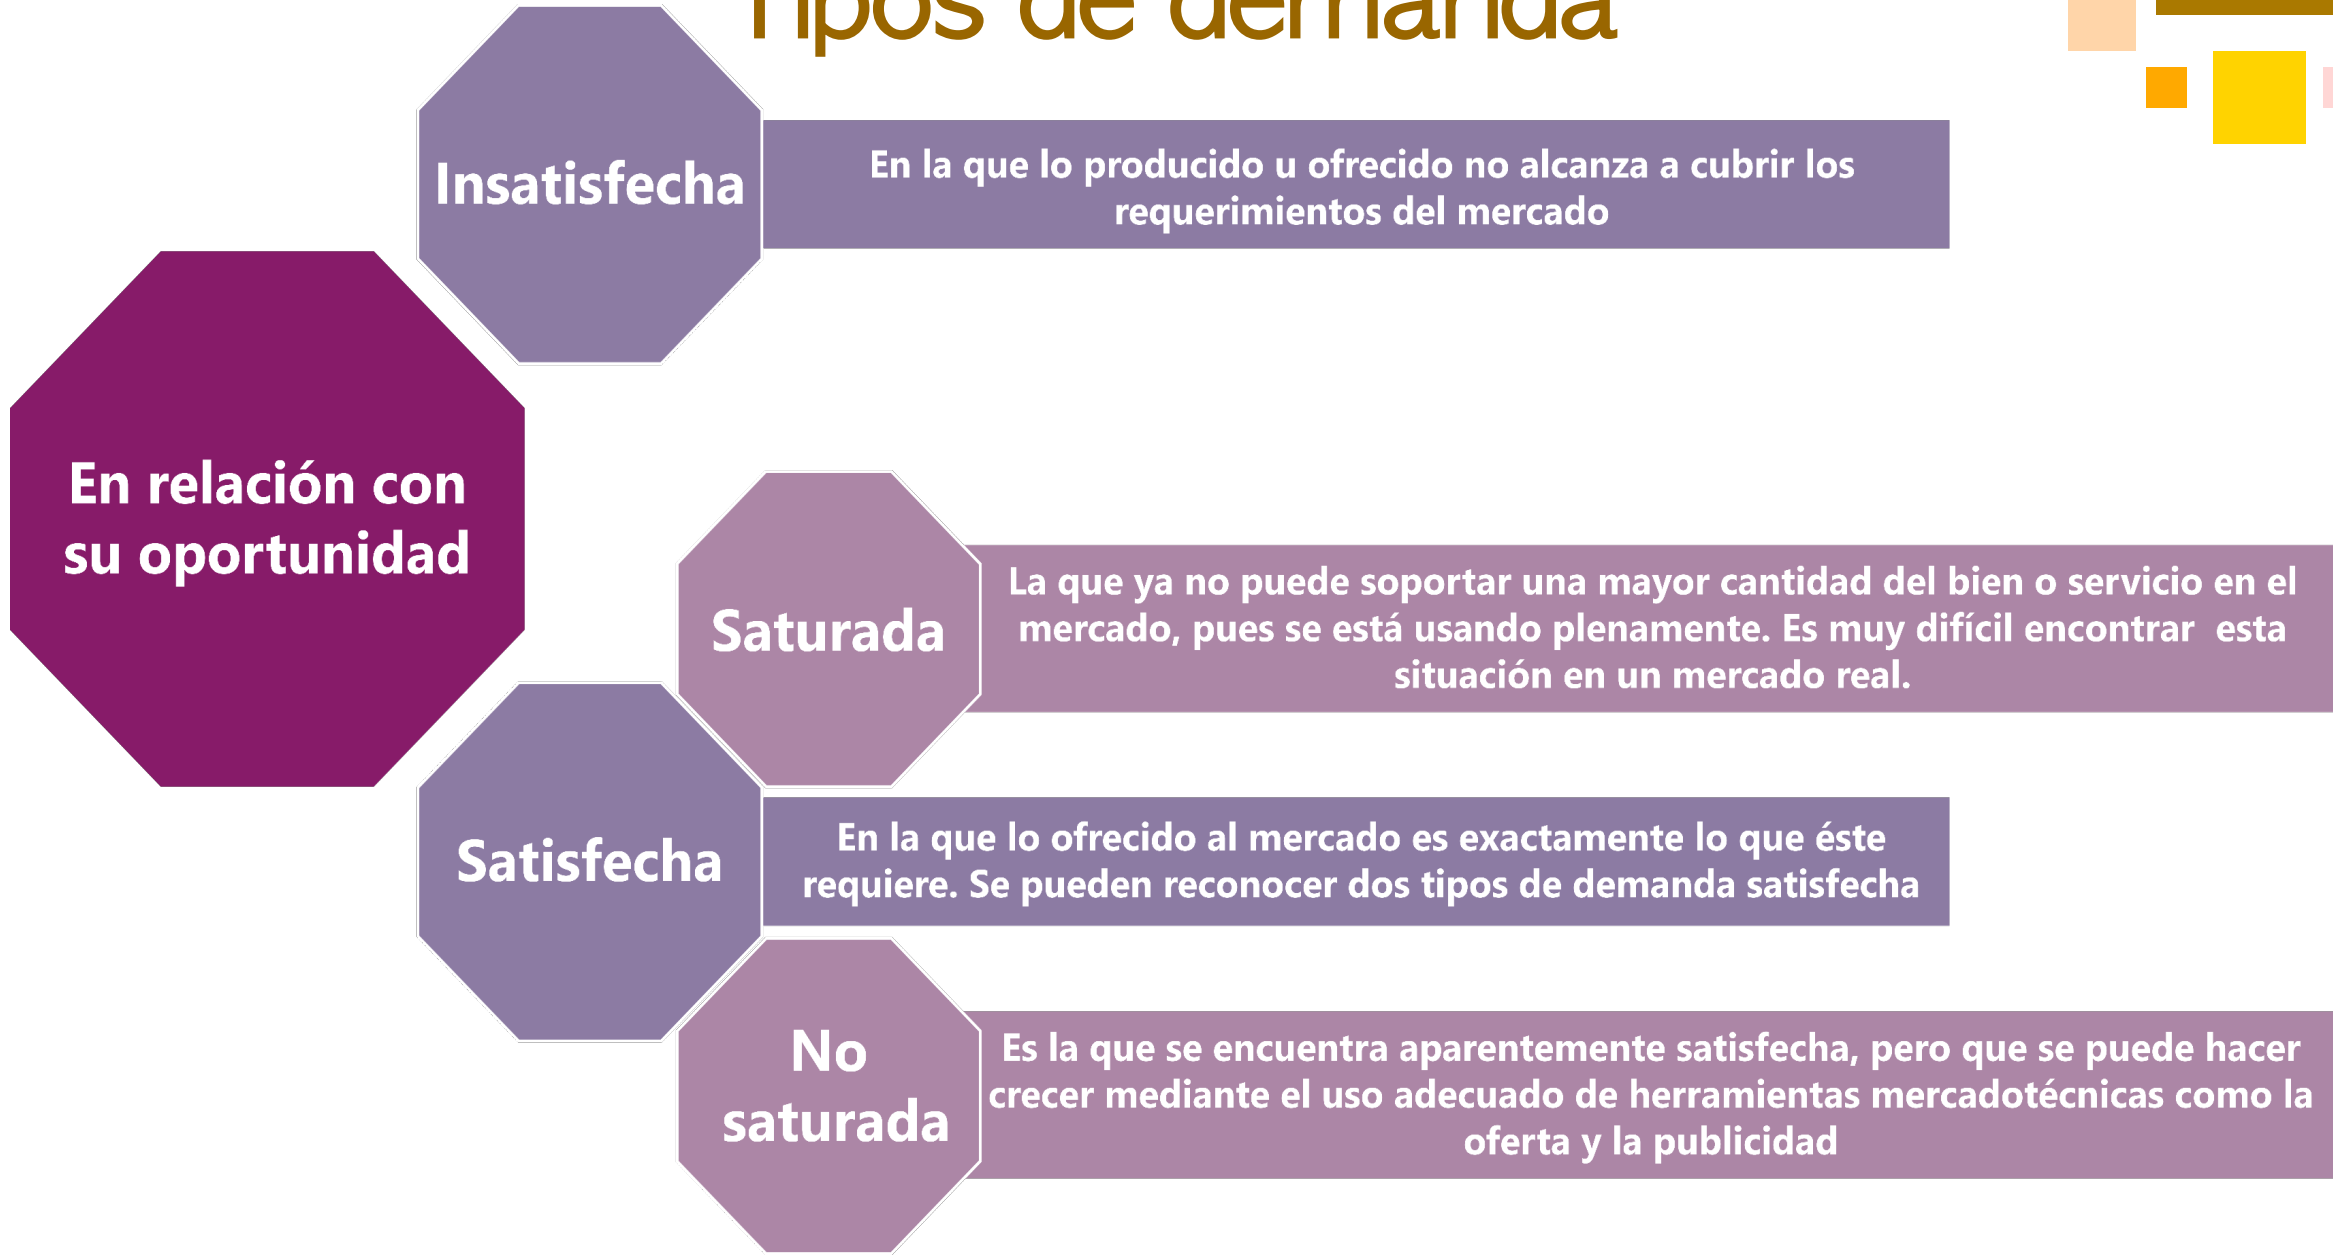 Tipos de demanda
Insatisfecha
En la que lo producido u ofrecido no alcanza a cubrir los
requerimientos del mercado
En relación con
su oportunidad
Saturada
La que ya no puede soportar una mayor cantidad del bien o servicio en el
mercado, pues se está usando plenamente. Es muy difícil encontrar  esta
situación en un mercado real.
Satisfecha
En la que lo ofrecido al mercado es exactamente lo que éste
requiere. Se pueden reconocer dos tipos de demanda satisfecha
No
saturada
Es la que se encuentra aparentemente satisfecha, pero que se puede hacer
crecer mediante el uso adecuado de herramientas mercadotécnicas como la
oferta y la publicidad